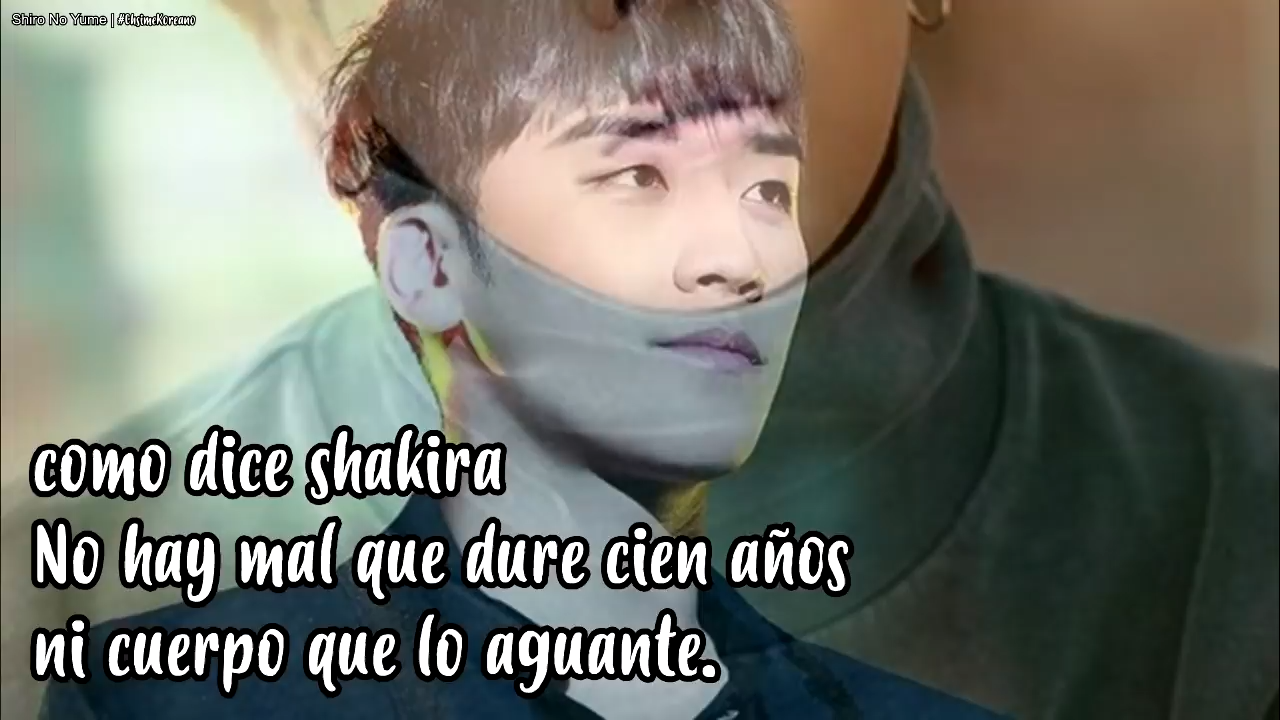 Shiro No Yume | #ChismeKoreano
como dice shakira
No hay mal que dure cien años
ni cuerpo que lo aguante.